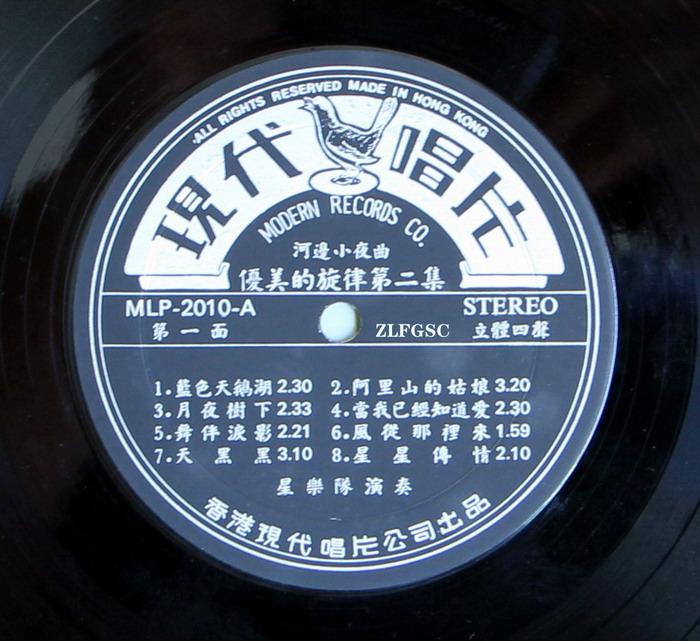 ·ALL RIGHTS RESERVED MADE IN HONG KONG
現代唱片
MODERN RECORDS CO.
河邊小夜曲
優美的旋律第二集
MLP-2010-A STEREO
第一面 ZLFGSC 立體四聲
1.藍色天鵝湖2.30 2.阿里山的姑娘3.20
3.月夜樹下2.33 4.當我已經知道愛2.30
5.舞伴淚影2.21 6.風從那裡來1.59
7.天黑黑3.10 8.星星傳情2.10
星樂隊演奏
香港現代唱片公司出品